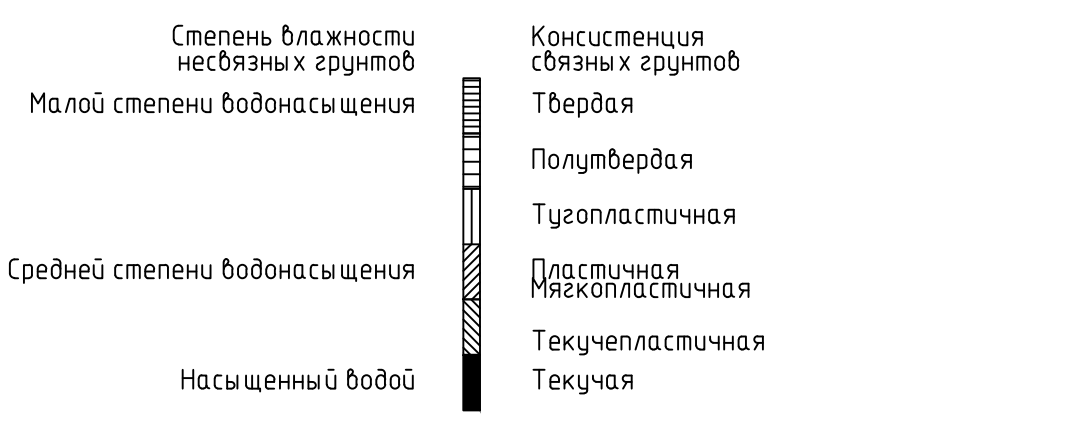 Степень влажности
несвязных грунтов
Консистенция
связных грунтов
Малой степени водонасыщения
Твердая
Полутвердая
Тугопластичная
Средней степени водонасыщения
Пластичная
Мягкопластичная
Текучепластичная
Насыщенный водой
Текучая